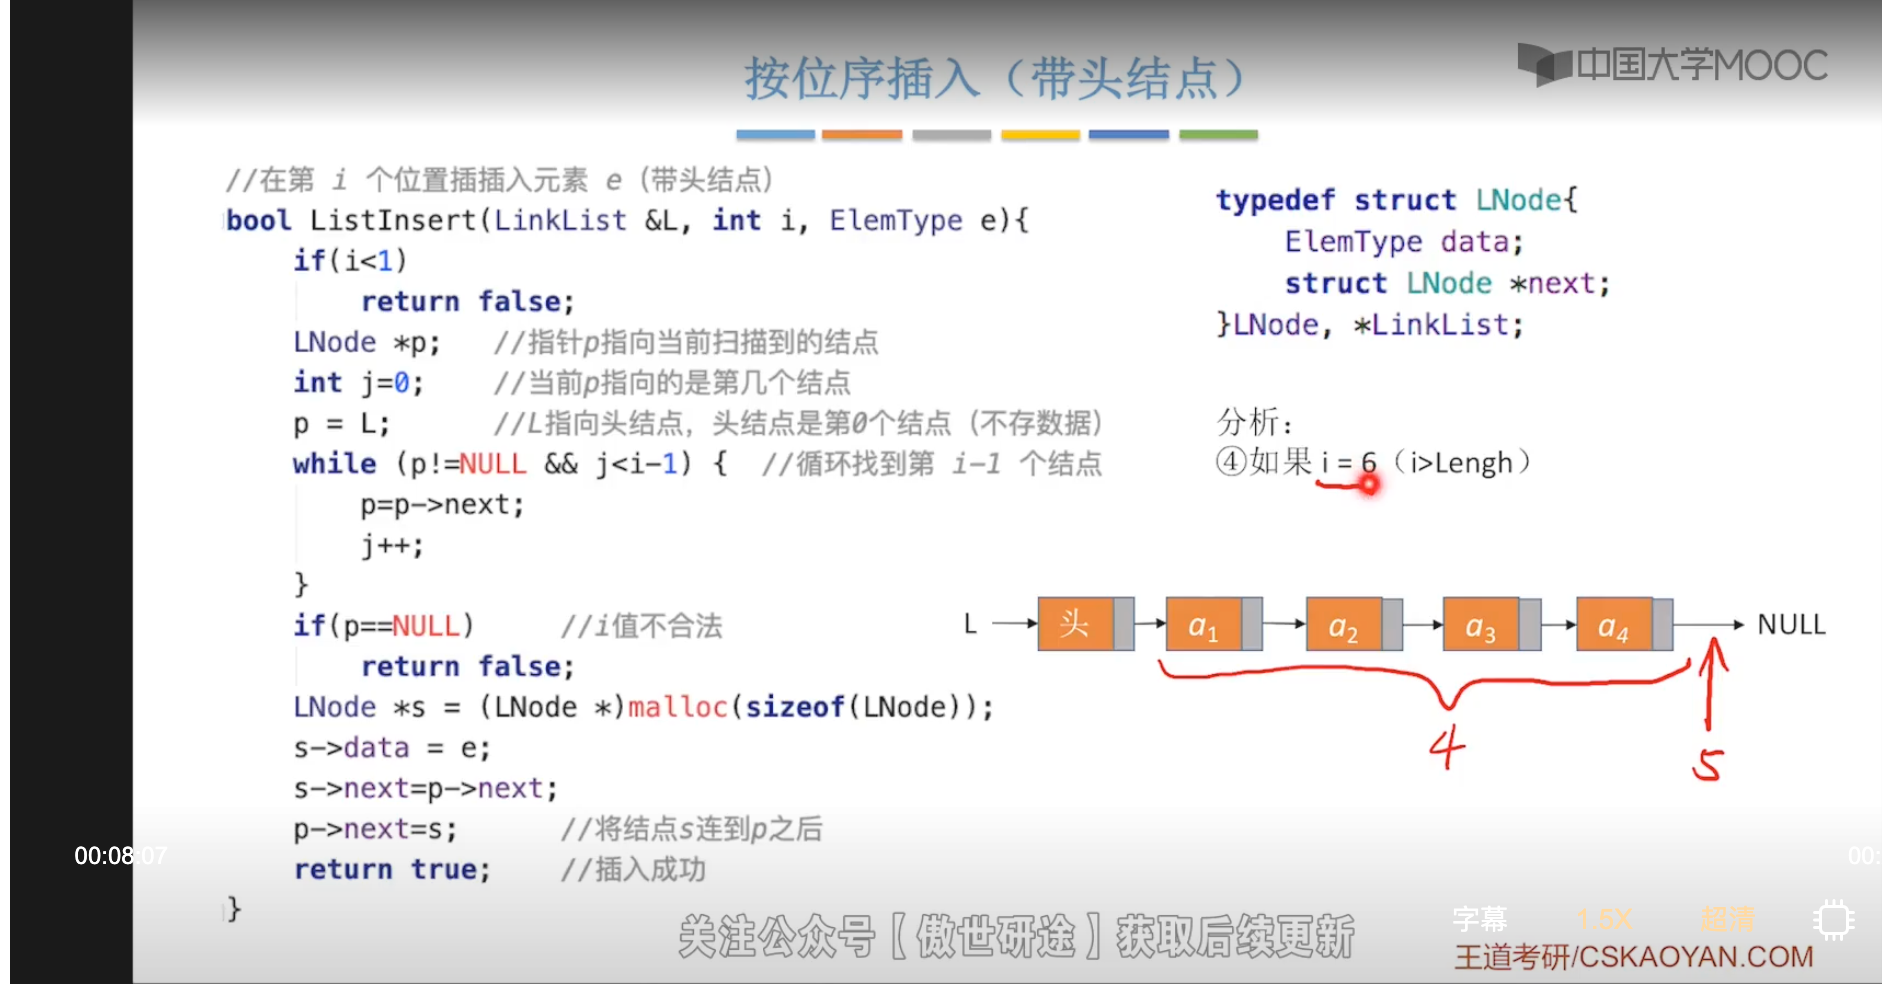 按位序插入（带头结点）
中国大学MOOC
//在第 i 个位置插插入元素 e（带头结点）
bool ListInsert(LinkList &L, int i, ElemType e){
if(i<1)
return false;
LNode *p; //指针p指向当前扫描到的结点
int j=0; //当前p指向的是第几个结点
p = L; //L指向头结点，头结点是第0个结点（不存数据）
while (p!=NULL && j<i-1) { //循环找到第 i-1 个结点
p=p->next;
j++;
}
if(p==NULL) //i值不合法
return false;
LNode *s = (LNode *)malloc(sizeof(LNode));
s->data = e;
s->next=p->next;
p->next=s; //将结点s连到p之后
return true; //插入成功
}
typedef struct LNode{
ElemType data;
struct LNode *next;
}LNode, *LinkList;
分析：
④如果 i = 6（i>Lengh）
L 头 a1 a2 a3 a4 NULL
4
5
00:08:07
00:
字幕 1.5X 超清
关注公众号【傲世研途】获取后续更新
王道考研/CSKAOYAN.COM